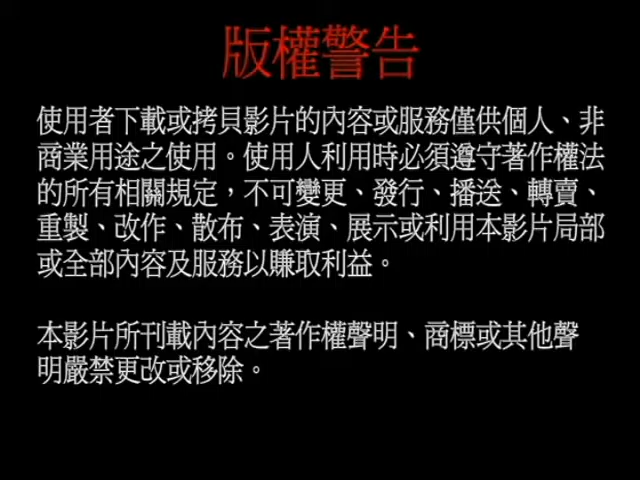 版權警告
使用者下載或拷貝影片的內容或服務僅供個人、非
商業用途之使用。使用人利用時必須遵守著作權法
的所有相關規定，不可變更、發行、播送、轉賣、
重製、改作、散布、表演、展示或利用本影片局部
或全部內容及服務以賺取利益。
本影片所刊載內容之著作權聲明、商標或其他聲
明嚴禁更改或移除。